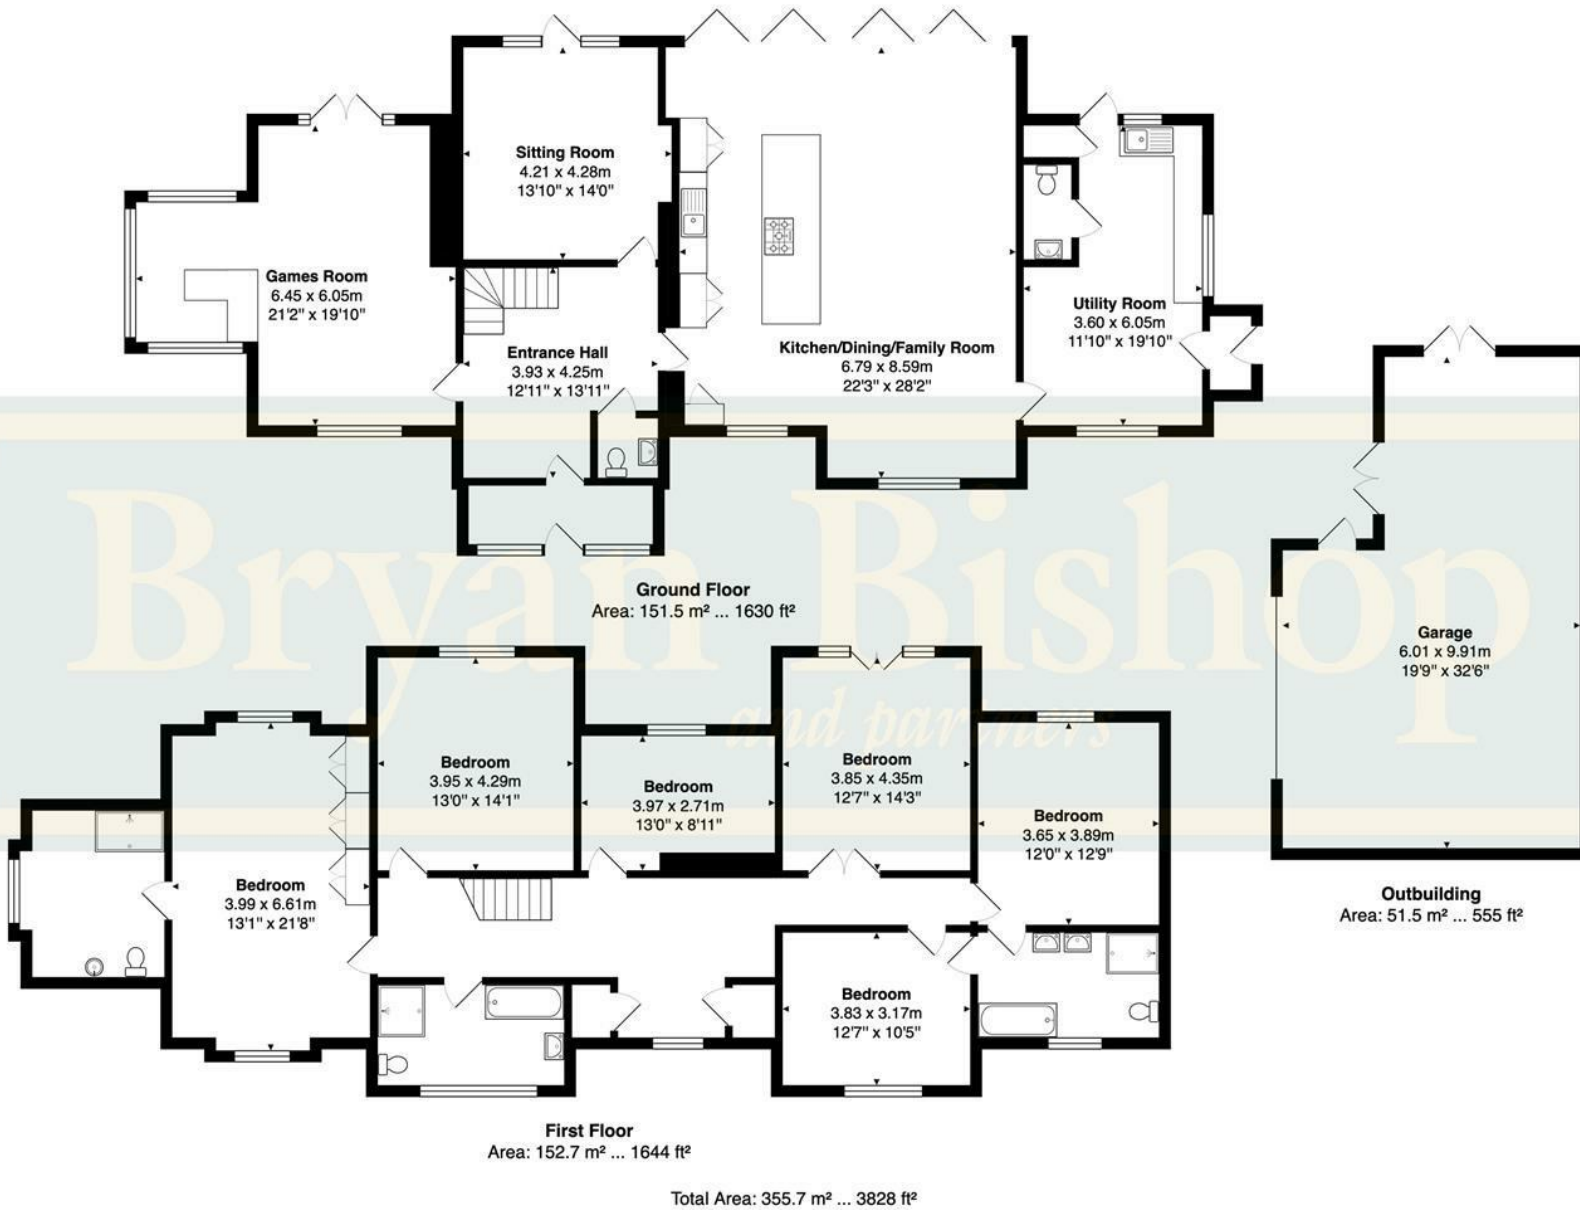 Sitting Room
4.21 x 4.28m
13'10" x 14'0"
Games Room
6.45 x 6.05m
21'2" x 19'10"
Entrance Hall
3.93 x 4.25m
12'11" x 13'11"
Kitchen/Dining/Family Room
6.79 x 8.59m
22'3" x 28'2"
Utility Room
3.60 x 6.05m
11'10" x 19'10"
Ground Floor
Area: 151.5 m² ... 1630 ft²
Bryan Bishop
and partners
Garage
6.01 x 9.91m
19'9" x 32'6"
Outbuilding
Area: 51.5 m² ... 555 ft²
Bedroom
3.99 x 6.61m
13'1" x 21'8"
Bedroom
3.95 x 4.29m
13'0" x 14'1"
Bedroom
3.97 x 2.71m
13'0" x 8'11"
Bedroom
3.85 x 4.35m
12'7" x 14'3"
Bedroom
3.65 x 3.89m
12'0" x 12'9"
Bedroom
3.83 x 3.17m
12'7" x 10'5"
First Floor
Area: 152.7 m² ... 1644 ft²
Total Area: 355.7 m² ... 3828 ft²